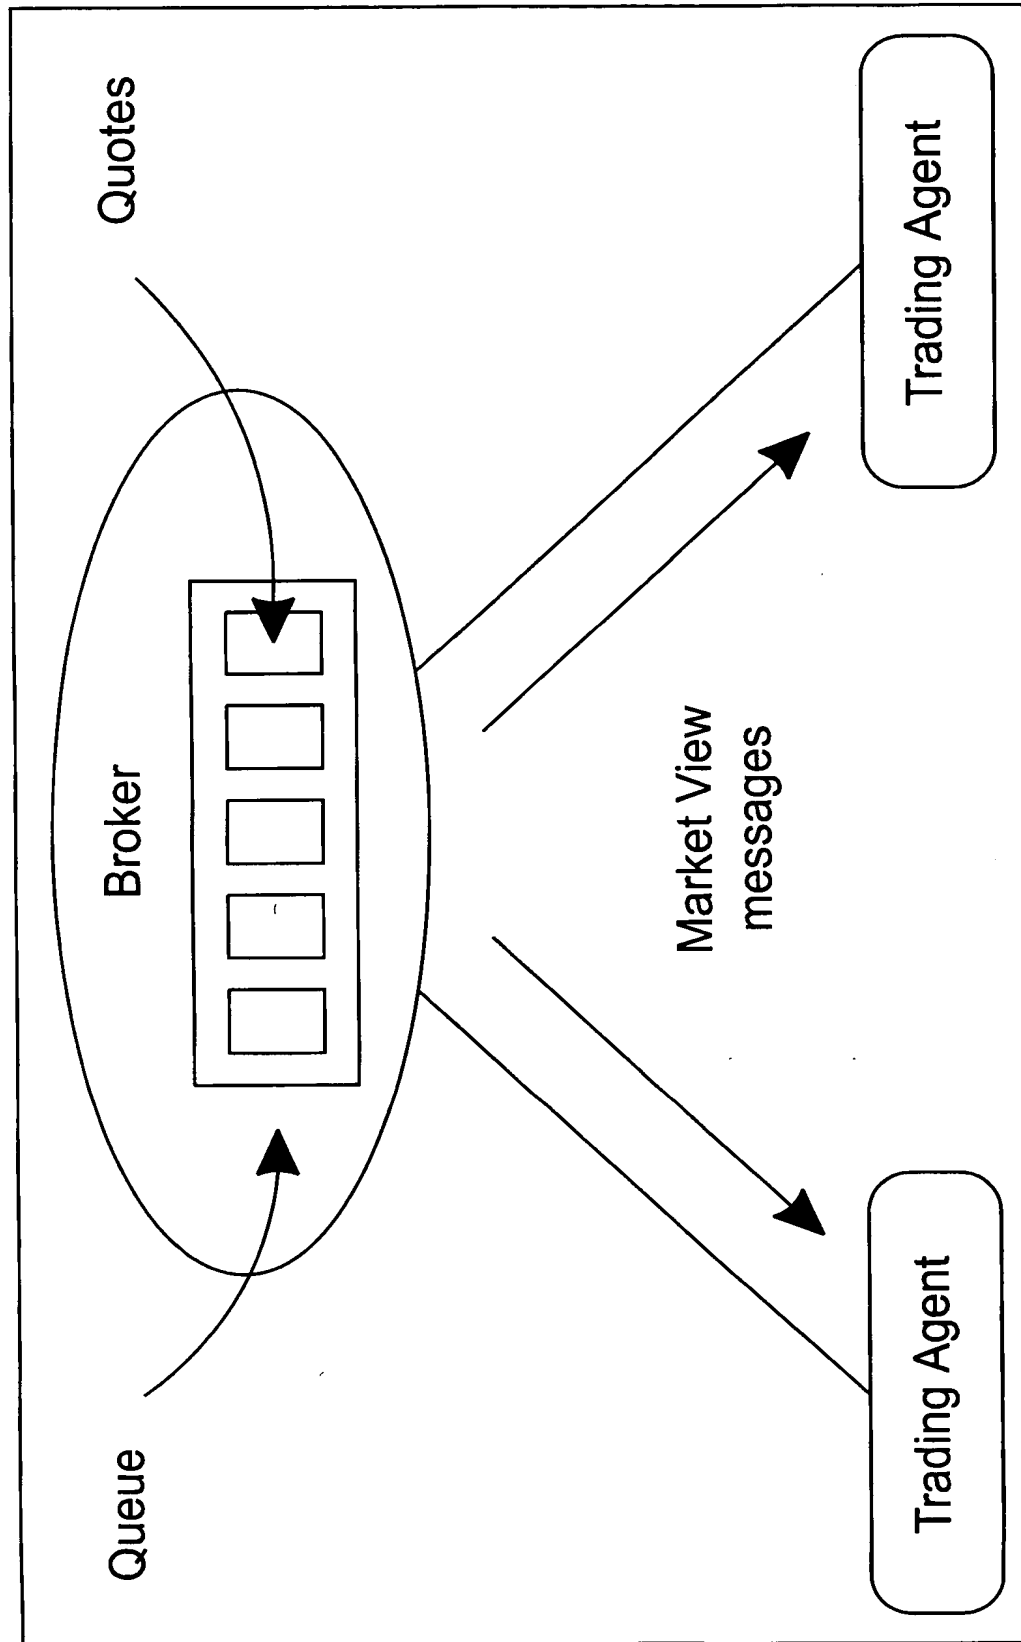 Queue
Broker
Quotes
Market View
messages
Trading Agent
Trading Agent